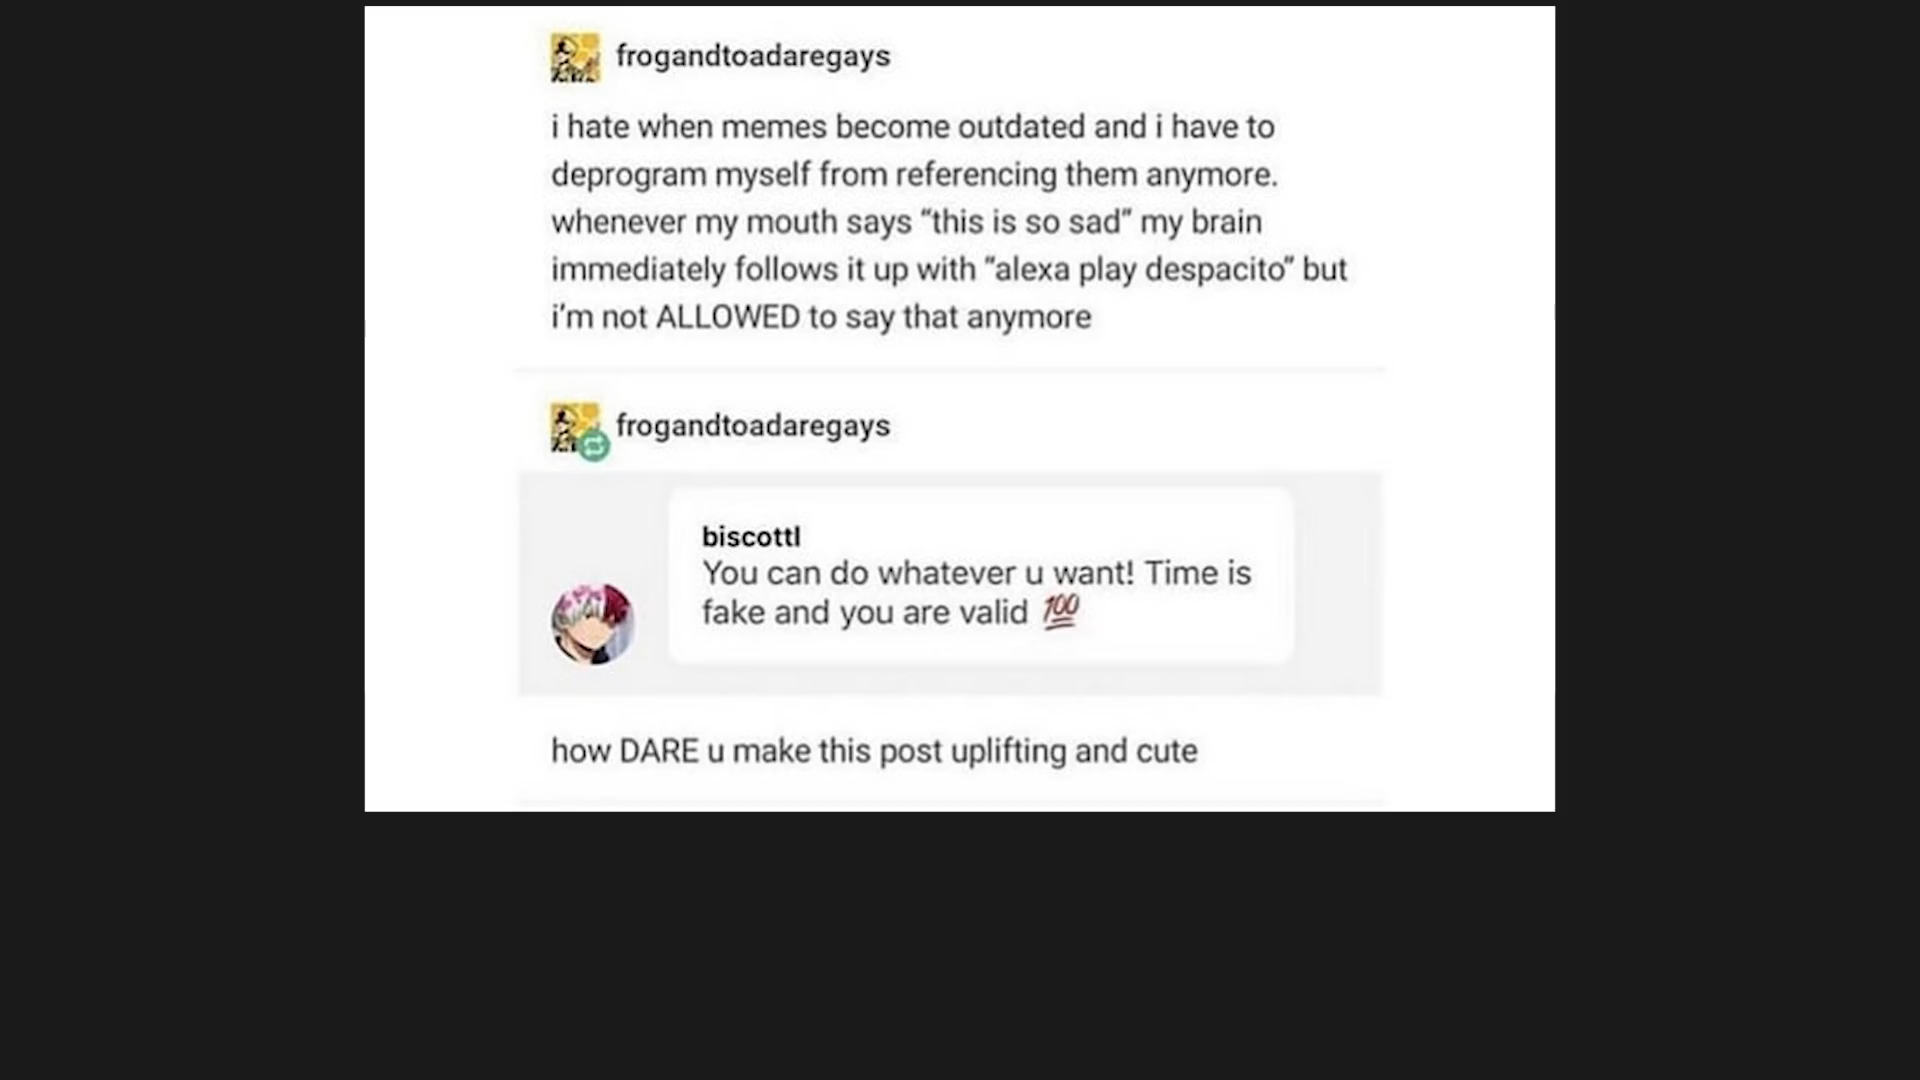 frogandtoadaregays
i hate when memes become outdated and i have to
deprogram myself from referencing them anymore.
whenever my mouth says “this is so sad” my brain
immediately follows it up with “alexa play despacito” but
i'm not ALLOWED to say that anymore
frogandtoadaregays
biscottl
You can do whatever u want! Time is
fake and you are valid 💯
how DARE u make this post uplifting and cute